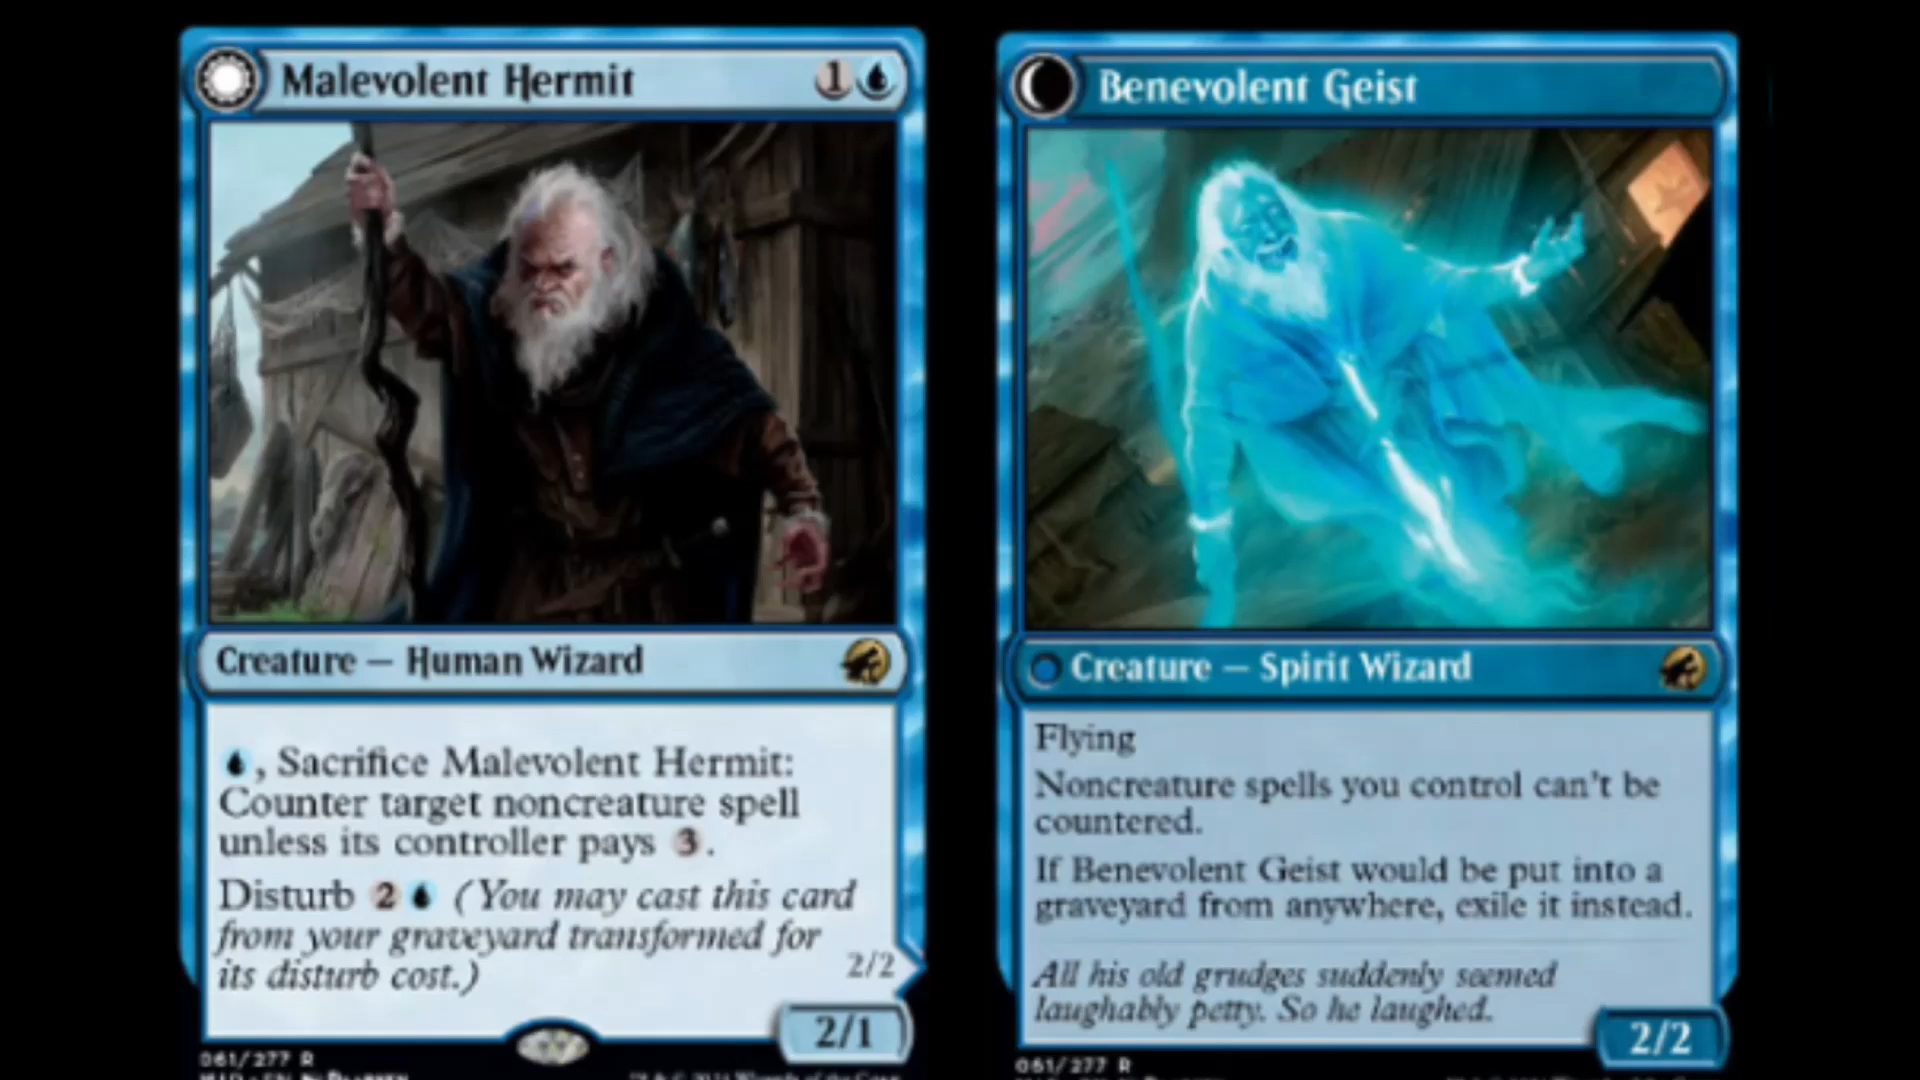 Malevolent Hermit 1
Creature — Human Wizard
, Sacrifice Malevolent Hermit:
Counter target noncreature spell
unless its controller pays 3.
Disturb 2 (You may cast this card
from your graveyard transformed for
its disturb cost.)
2/2
2/1
061/277 R
Benevolent Geist
Creature — Spirit Wizard
Flying
Noncreature spells you control can't be
countered.
If Benevolent Geist would be put into a
graveyard from anywhere, exile it instead.
All his old grudges suddenly seemed
laughably petty. So he laughed.
2/2
061/277 R